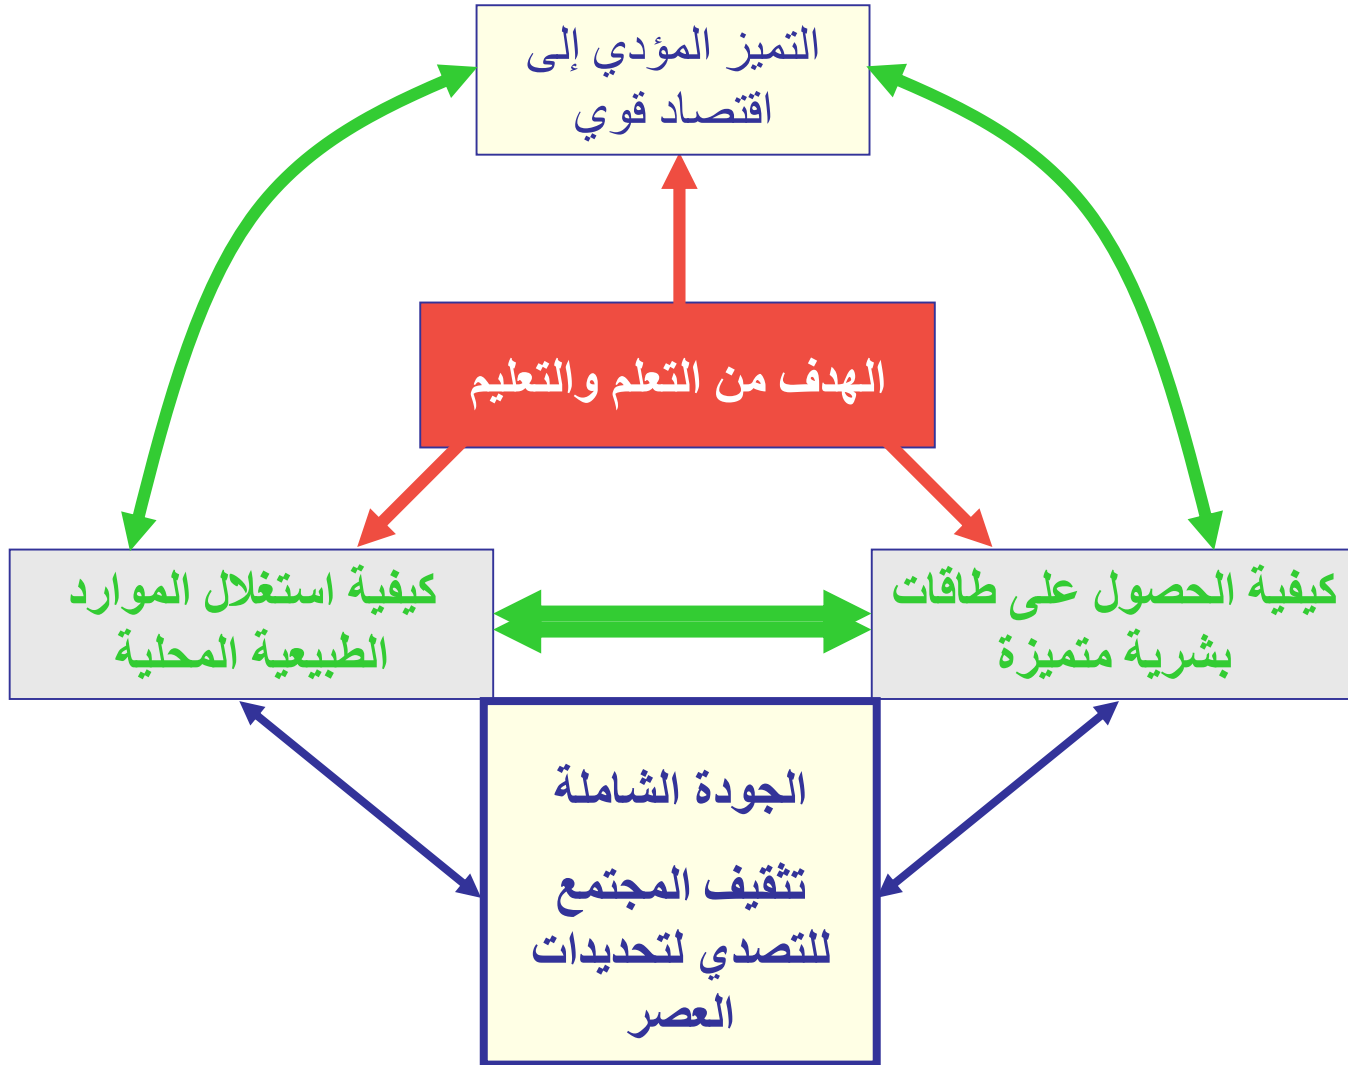 التميز المؤدي إلى
اقتصاد قوي
الهدف من التعلم والتعليم
كيفية الحصول على طاقات
بشرية متميزة
كيفية استغلال الموارد
الطبيعية المحلية
الجودة الشاملة
تثقيف المجتمع
للتصدي لتحديدات
العصر